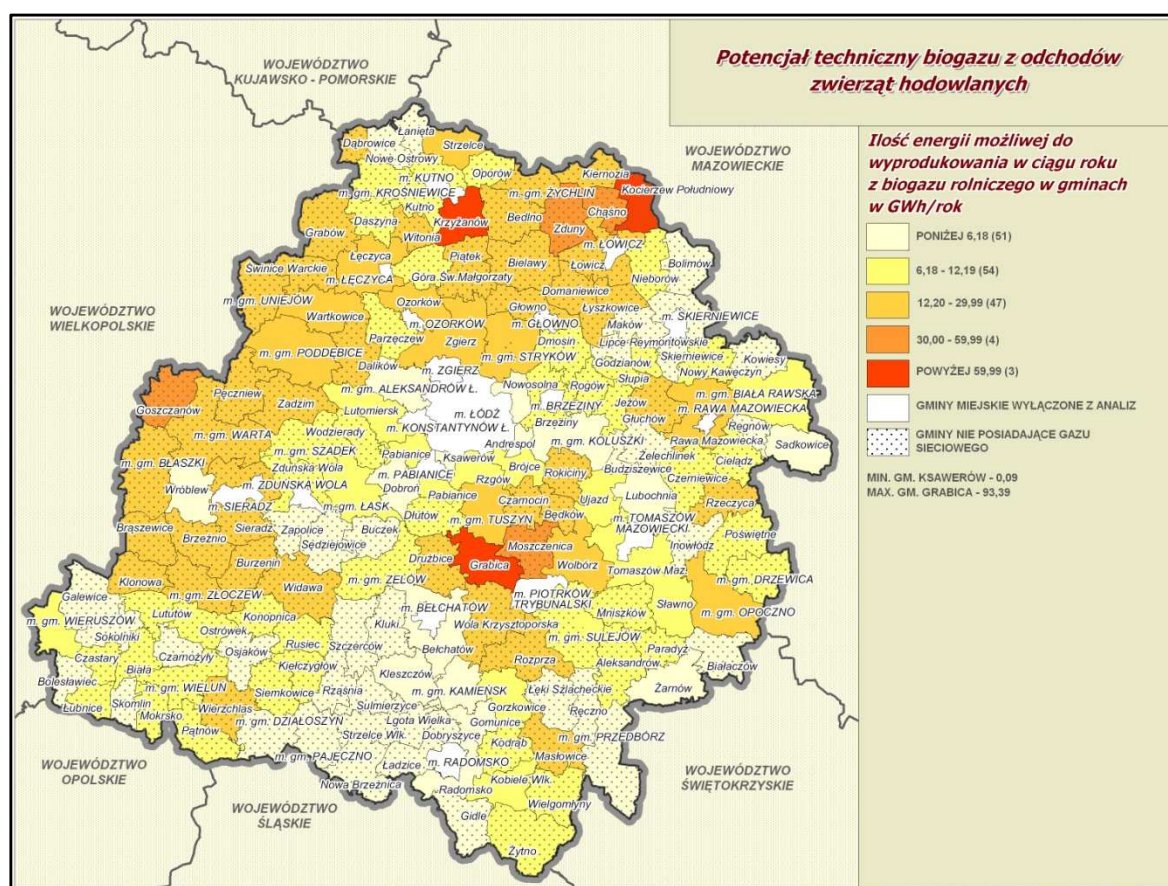 Potencjał techniczny biogazu z odchodów
zwierząt hodowlanych
Ilość energii możliwej do
wyprodukowania w ciągu roku
z biogazu rolniczego w gminach
w GWh/rok
PONIŻEJ 6,18 (51)
6,18 - 12,19 (54)
12,20 - 29,99 (47)
30,00 - 59,99 (4)
POWYŻEJ 59,99 (3)
GMINY MIEJSKIE WYŁĄCZONE Z ANALIZ
GMINY NIE POSIADAJĄCE GAZU
SIECIOWEGO
MIN. GM. KSAWERÓW - 0,09
MAX. GM. GRABICA - 93,39
WOJEWÓDZTWO
KUJAWSKO - POMORSKIE
WOJEWÓDZTWO
MAZOWIECKIE
WOJEWÓDZTWO
WIELKOPOLSKIE
WOJEWÓDZTWO
OPOLSKIE
WOJEWÓDZTWO
ŚLĄSKIE
WOJEWÓDZTWO
ŚWIĘTOKRZYSKIE
Łanięta
Dąbrowice
Strzelce
Nowe Ostrowy
Oporów
Kiernozia
m. KUTNO
m. gm. ŻYCHLIN
Kocierzew Południowy
m. gm. KROŚNIEWICE
Kutno
Bedlno
Chąśno
Krzyżanów
Zduny
Daszyna
Witonia
m. ŁOWICZ
Grabów
Piątek
Bielawy
Łowicz
Bolimów
Łęczyca
Świnice Warckie
m. ŁĘCZYCA
Góra Św.Małgorzaty
Nieborów
Domaniewice
m. gm. UNIEJÓW
Ozorków
Głowno
Łyszkowice
Wartkowice
m. OZORKÓW
m. GŁOWNO
Maków
m. SKIERNIEWICE
Parzęczew
Zgierz
Dmosin
Lipce Reymontowskie
m. gm. PODDĘBICE
m. gm. STRYKÓW
Skierniewice
Kowiesy
Dalików
m. ZGIERZ
Godzianów
Nowy Kawęczyn
Pęczniew
m. gm. ALEKSANDRÓW Ł.
Nowosolna
Rogów
Słupia
m. gm. BIAŁA RAWSKA
Goszczanów
Zadzim
Lutomiersk
m. ŁÓDŹ
m. BRZEZINY
Jeżów
m. RAWA MAZOWIECKA
m. KONSTANTYNÓW Ł.
Brzeziny
Głuchów
Regnów
Wodzierady
m. gm. WARTA
m. gm. SZADEK
Pabianice
Andrespol
m. gm. KOLUSZKI
Rawa Mazowiecka
Sadkowice
Ksawerów
Żelechlinek
m. gm. BŁASZKI
Zduńska Wola
m. PABIANICE
Brójce
Rokiciny
Budziszewice
Cielądz
Wróblew
m. ZDUŃSKA WOLA
Dobroń
Rzgów
Czerniewice
m. SIERADZ
m. gm. ŁASK
Pabianice
Czarnocin
Ujazd
Lubochnia
Rzeczyca
Brąszewice
Sieradz
Zapolice
Buczek
Dłutów
m. gm. TUSZYN
Będków
m. TOMASZÓW
MAZOWIECKI
Poświętne
Brzeźnio
Sędziejowice
Moszczenica
Inowłódz
Burzenin
Drużbice
Grabica
Wolbórz
Tomaszów Maz.
Klonowa
Widawa
m. gm. ZELÓW
m. gm. DRZEWICA
m. gm. ZŁOCZEW
m. PIOTRKÓW
TRYBUNALSKI
Galewice
m. BEŁCHATÓW
Sławno
Lututów
Konopnica
Mniszków
m. gm. OPOCZNO
m. gm. WIERUSZÓW
Kluki
Wola Krzysztoporska
Sokolniki
Ostrówek
Rusiec
Szczerców
Bełchatów
m. gm. SULEJÓW
Paradyż
Czastary
Czarnożyły
Osjaków
Rozprza
Aleksandrów
Białaczów
Biała
Kiełczygłów
Kleszczów
Bolesławiec
m. gm. WIELUŃ
Siemkowice
Rząśnia
m. gm. KAMIEŃSK
Łęki Szlacheckie
Żarnów
Łubnice
Skomlin
Wierzchlas
Sulmierzyce
Gorzkowice
Ręczno
Mokrsko
Lgota Wielka
Gomunice
Pątnów
m. gm. DZIAŁOSZYN
Strzelce Wlk.
Dobryszyce
Kodrąb
m. gm. PRZEDBÓRZ
m. gm. PAJĘCZNO
Ładzice
m. RADOMSKO
Masłowice
Nowa Brzeźnica
Radomsko
Kobiele Wlk.
Gidle
Wielgomłyny
Żytno